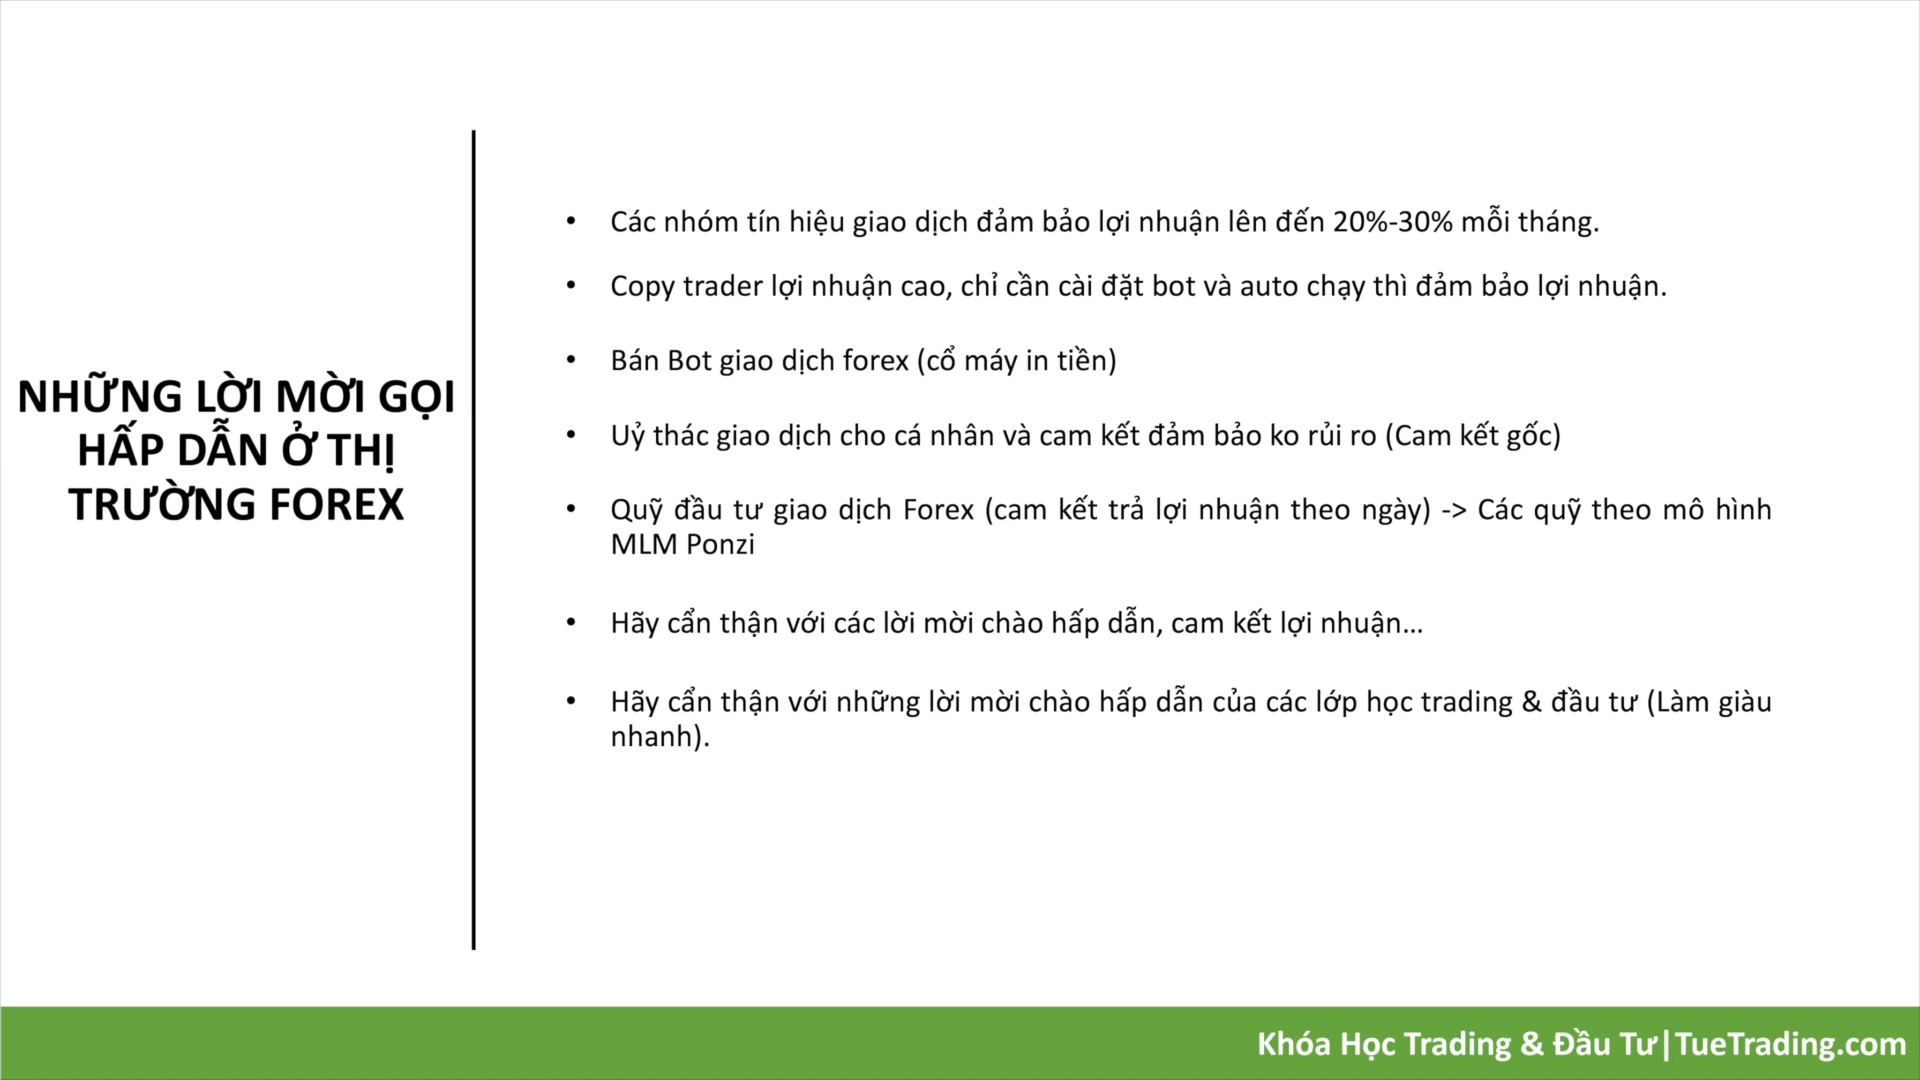 NHỮNG LỜI MỜI GỌI
HẤP DẪN Ở THỊ
TRƯỜNG FOREX
• Các nhóm tín hiệu giao dịch đảm bảo lợi nhuận lên đến 20%-30% mỗi tháng.
• Copy trader lợi nhuận cao, chỉ cần cài đặt bot và auto chạy thì đảm bảo lợi nhuận.
• Bán Bot giao dịch forex (cổ máy in tiền)
• Uỷ thác giao dịch cho cá nhân và cam kết đảm bảo ko rủi ro (Cam kết gốc)
• Quỹ đầu tư giao dịch Forex (cam kết trả lợi nhuận theo ngày) -> Các quỹ theo mô hình
MLM Ponzi
• Hãy cẩn thận với các lời mời chào hấp dẫn, cam kết lợi nhuận...
• Hãy cẩn thận với những lời mời chào hấp dẫn của các lớp học trading & đầu tư (Làm giàu
nhanh).
Khóa Học Trading & Đầu Tư|TueTrading.com